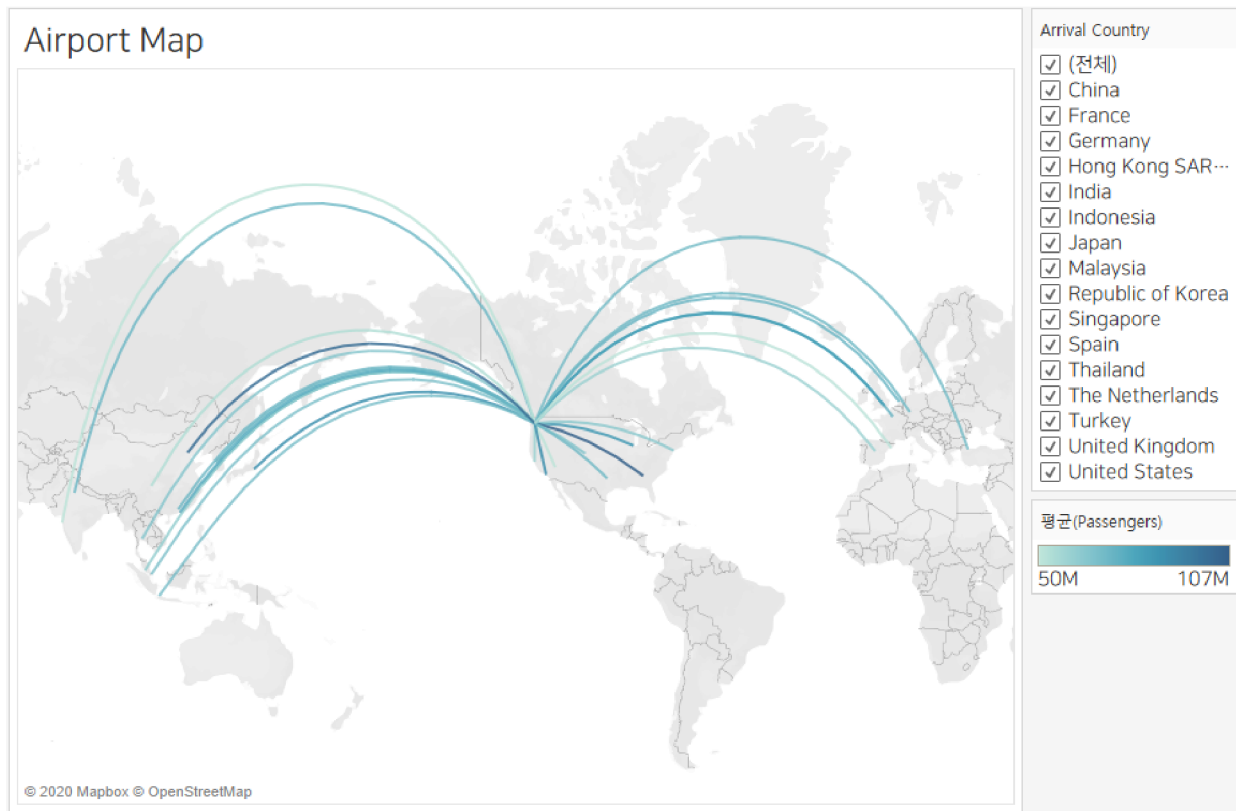 Airport Map
© 2020 Mapbox © OpenStreetMap
Arrival Country
(전체)
China
France
Germany
Hong Kong SAR···
India
Indonesia
Japan
Malaysia
Republic of Korea
Singapore
Spain
Thailand
The Netherlands
Turkey
United Kingdom
United States
평균(Passengers)
50M 107M